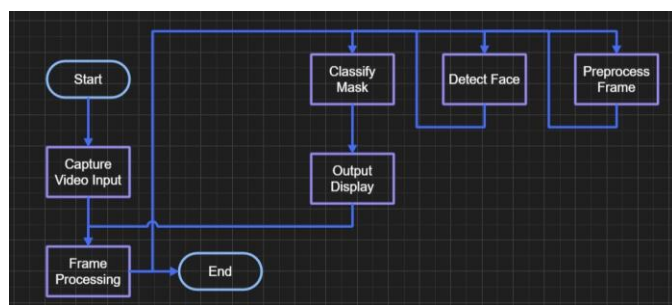 Start
Capture
Video Input
Frame
Processing
End
Classify
Mask
Output
Display
Detect Face
Preprocess
Frame